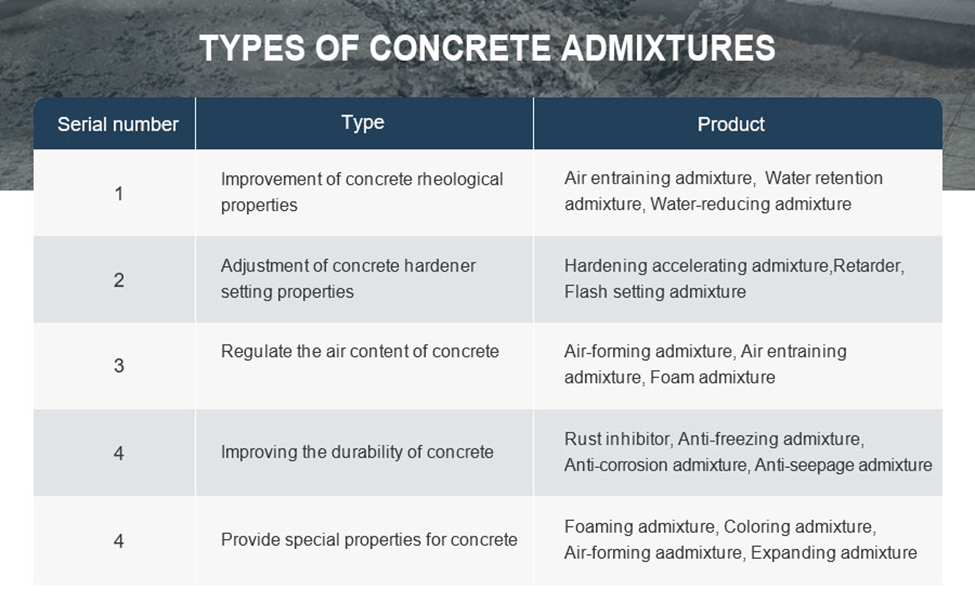 TYPES OF CONCRETE ADMIXTURES
Serial number Type Product
1
Improvement of concrete rheological
properties
Air entraining admixture, Water retention
admixture, Water-reducing admixture
2
Adjustment of concrete hardener
setting properties
Hardening accelerating admixture,Retarder,
Flash setting admixture
3
Regulate the air content of concrete
Air-forming admixture, Air entraining
admixture, Foam admixture
4
Improving the durability of concrete
Rust inhibitor, Anti-freezing admixture,
Anti-corrosion admixture, Anti-seepage admixture
4
Provide special properties for concrete
Foaming admixture, Coloring admixture,
Air-forming aadmixture, Expanding admixture